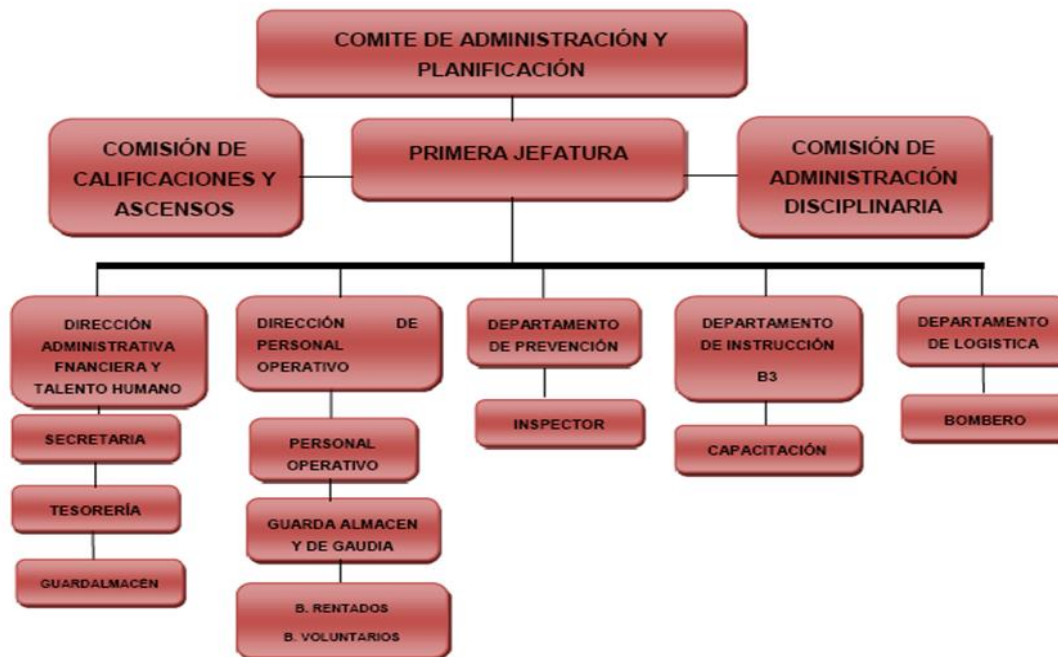 COMITE DE ADMINISTRACIÓN Y
PLANIFICACIÓN
COMISIÓN DE
CALIFICACIONES Y
ASCENSOS
PRIMERA JEFATURA
COMISIÓN DE
ADMINISTRACIÓN
DISCIPLINARIA
DIRECCIÓN
ADMINISTRATIVA
FNANCIERA Y
TALENTO HUMANO
SECRETARIA
TESORERÍA
GUARDALMACÉN
DIRECCIÓN DE
PERSONAL
OPERATIVO
PERSONAL
OPERATIVO
GUARDA ALMACEN
Y DE GAUDIA
B. RENTADOS
B. VOLUNTARIOS
DEPARTAMENTO
DE PREVENCIÓN
INSPECTOR
DEPARTAMENTO
DE INSTRUCCIÓN
B3
CAPACITACIÓN
DEPARTAMENTO
DE LOGISTICA
BOMBERO